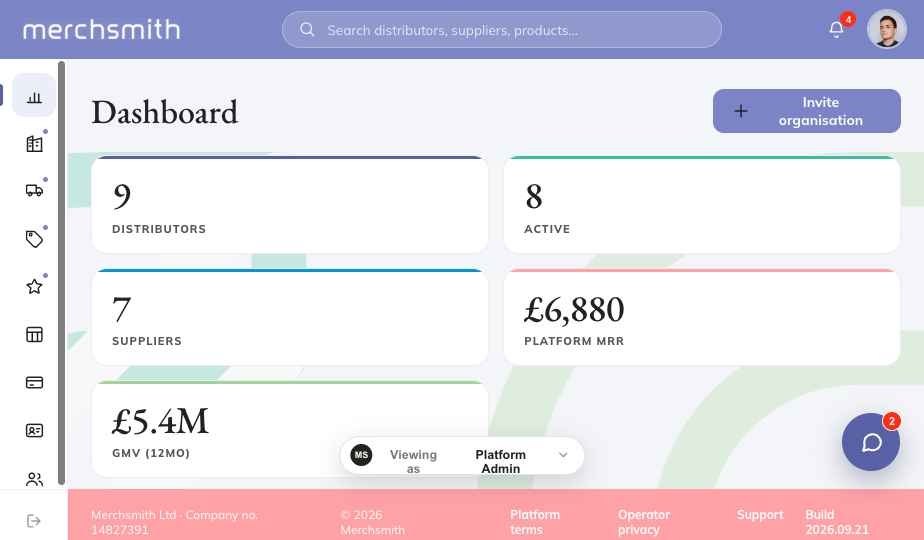 merchsmith
Search distributors, suppliers, products...
4
Dashboard
Invite
organisation
9
DISTRIBUTORS
8
ACTIVE
7
SUPPLIERS
£6,880
PLATFORM MRR
£5.4M
GMV (12MO)
MS
Viewing
as
Platform
Admin
2
Merchsmith Ltd · Company no.
14827391
© 2026
Merchsmith
Platform
terms
Operator
privacy
Support
Build
2026.09.21